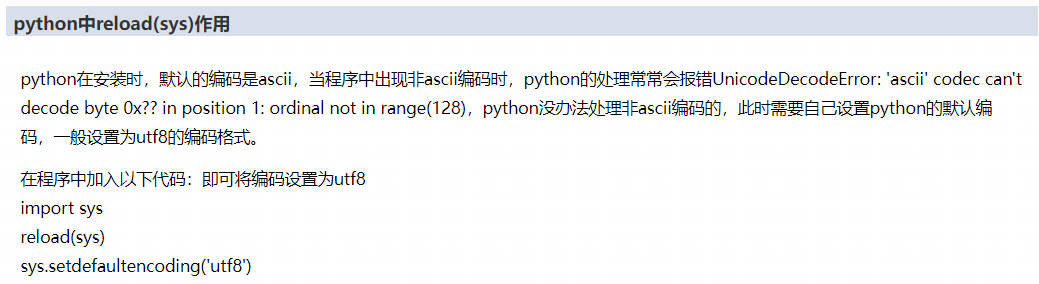 python中reload(sys)作用
python在安装时，默认的编码是ascii，当程序中出现非ascii编码时，python的处理常常会报错UnicodeDecodeError: 'ascii' codec can't
decode byte 0x?? in position 1: ordinal not in range(128)，python没办法处理非ascii编码的，此时需要自己设置python的默认编
码，一般设置为utf8的编码格式。
在程序中加入以下代码：即可将编码设置为utf8
import sys
reload(sys)
sys.setdefaultencoding('utf8')